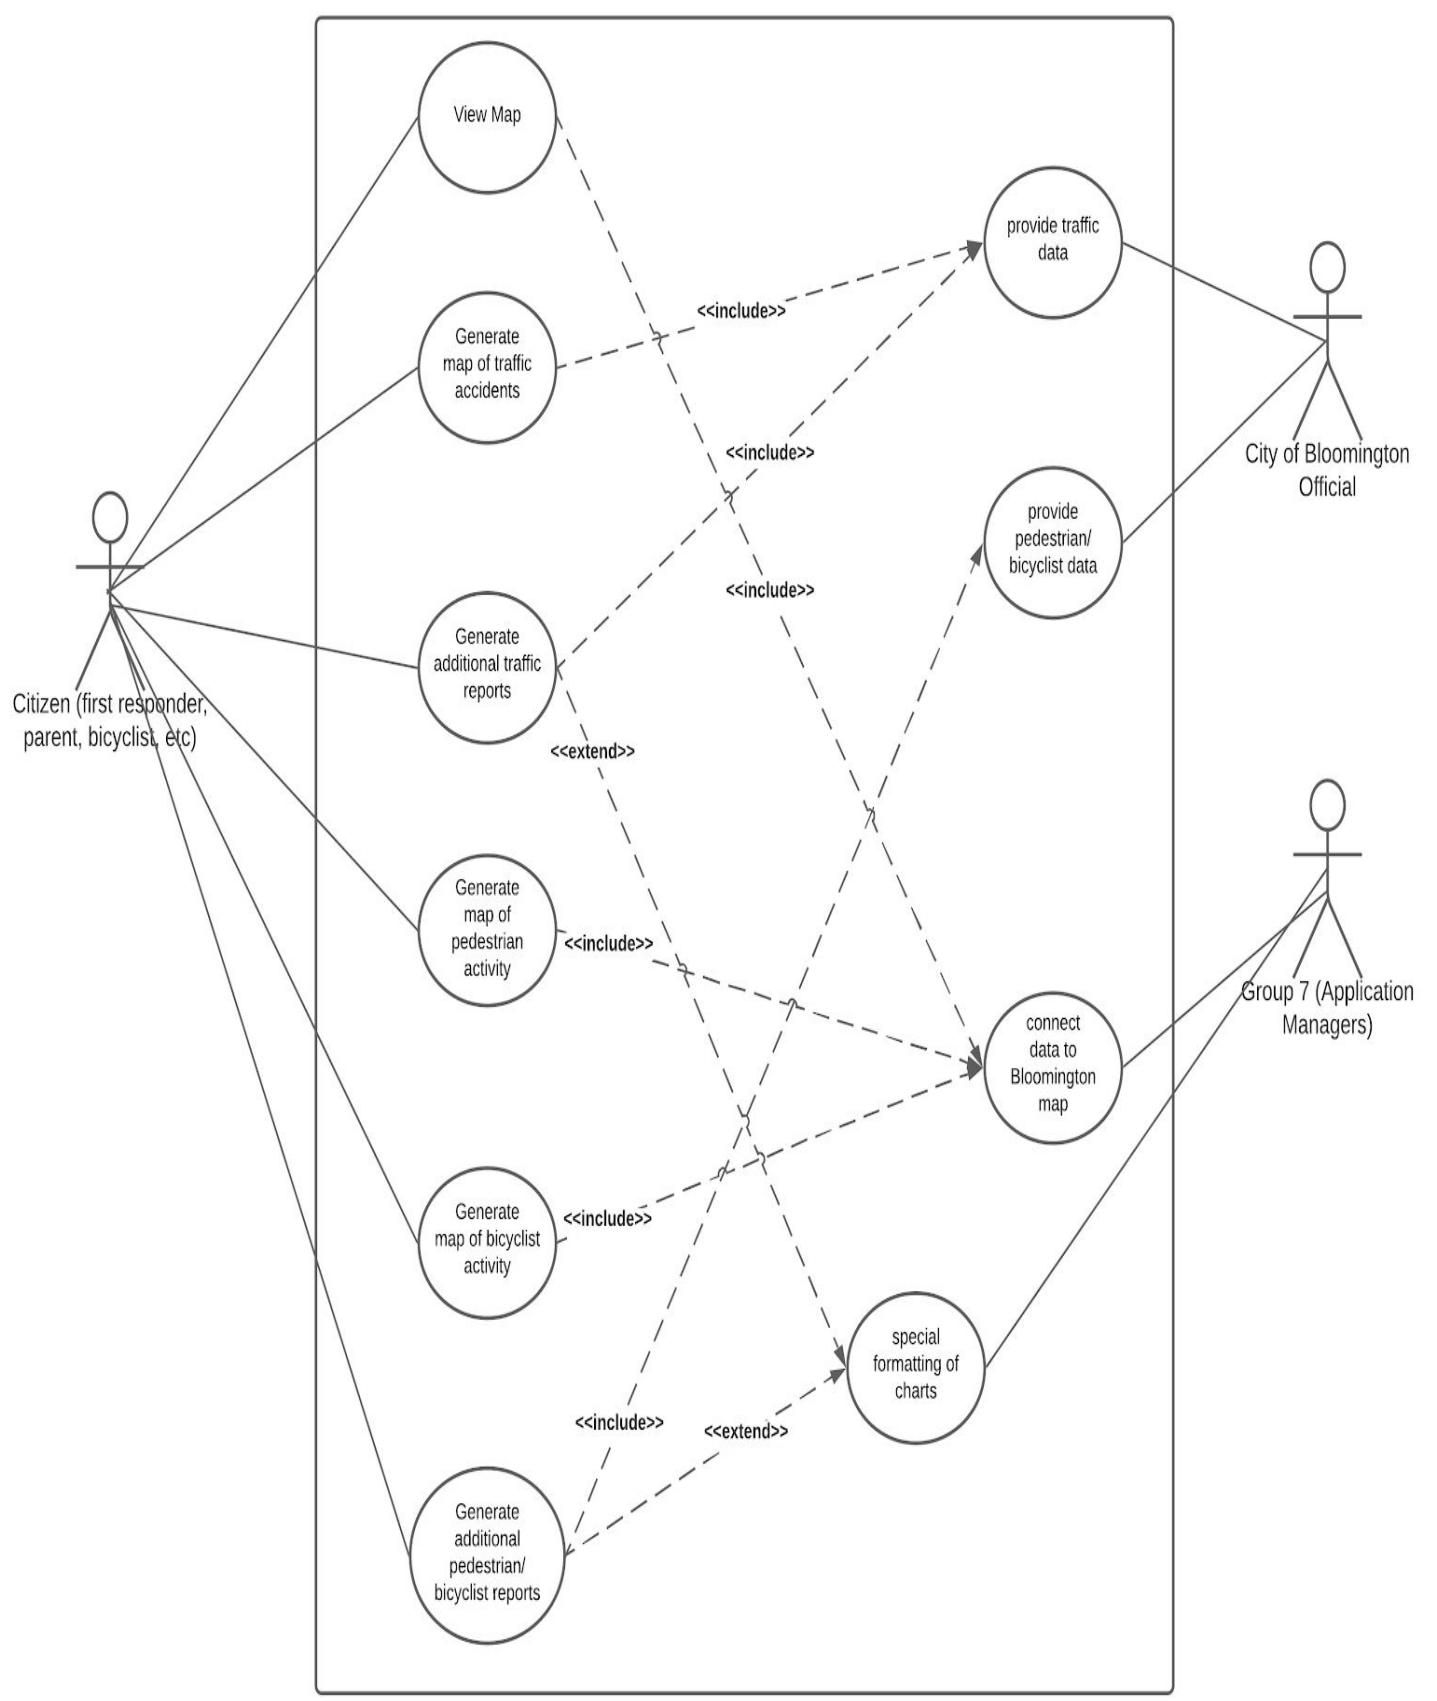 View Map
provide traffic
data
<<include>>
Generate
map of traffic
accidents
City of Bloomington
Official
<<include>>
provide
pedestrian/
bicyclist data
<<include>>
Generate
additional traffic
reports
Citizen (first responder,
parent, bicyclist, etc)
<<extend>>
Generate
map of
pedestrian
activity
<<include>>
Group 7 (Application
Managers)
connect
data to
Bloomington
map
Generate
map of bicyclist
activity
<<include>>
special
formatting of
charts
<<include>>
<<extend>>
Generate
additional
pedestrian/
bicyclist reports